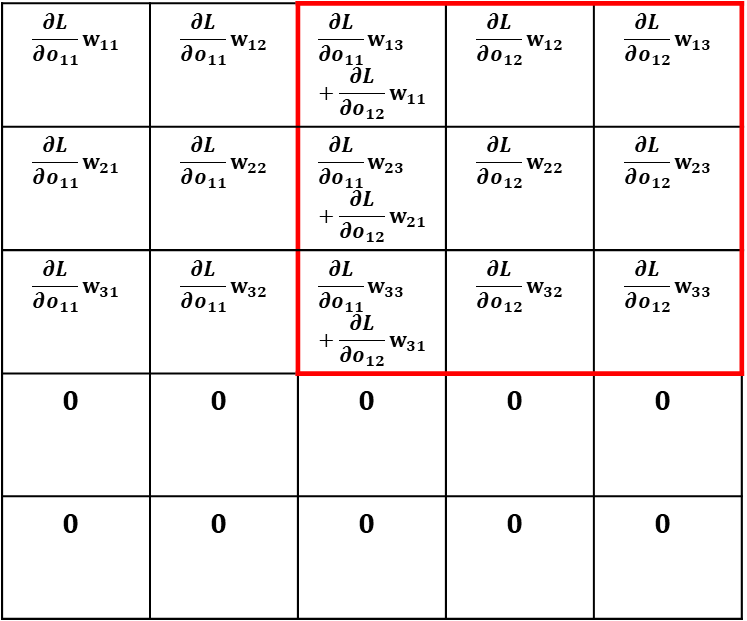 ∂L/∂o₁₁ w₁₁ ∂L/∂o₁₁ w₁₂ ∂L/∂o₁₁ w₁₃ ∂L/∂o₁₂ w₁₂ ∂L/∂o₁₂ w₁₃
+ ∂L/∂o₁₂ w₁₁
∂L/∂o₁₁ w₂₁ ∂L/∂o₁₁ w₂₂ ∂L/∂o₁₁ w₂₃ ∂L/∂o₁₂ w₂₂ ∂L/∂o₁₂ w₂₃
+ ∂L/∂o₁₂ w₂₁
∂L/∂o₁₁ w₃₁ ∂L/∂o₁₁ w₃₂ ∂L/∂o₁₁ w₃₃ ∂L/∂o₁₂ w₃₂ ∂L/∂o₁₂ w₃₃
+ ∂L/∂o₁₂ w₃₁
0 0 0 0 0
0 0 0 0 0